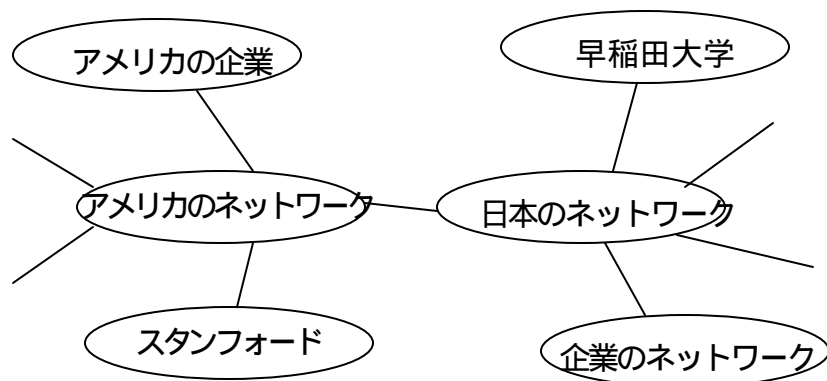 アメリカの企業
早稲田大学
アメリカのネットワーク
日本のネットワーク
スタンフォード
企業のネットワーク